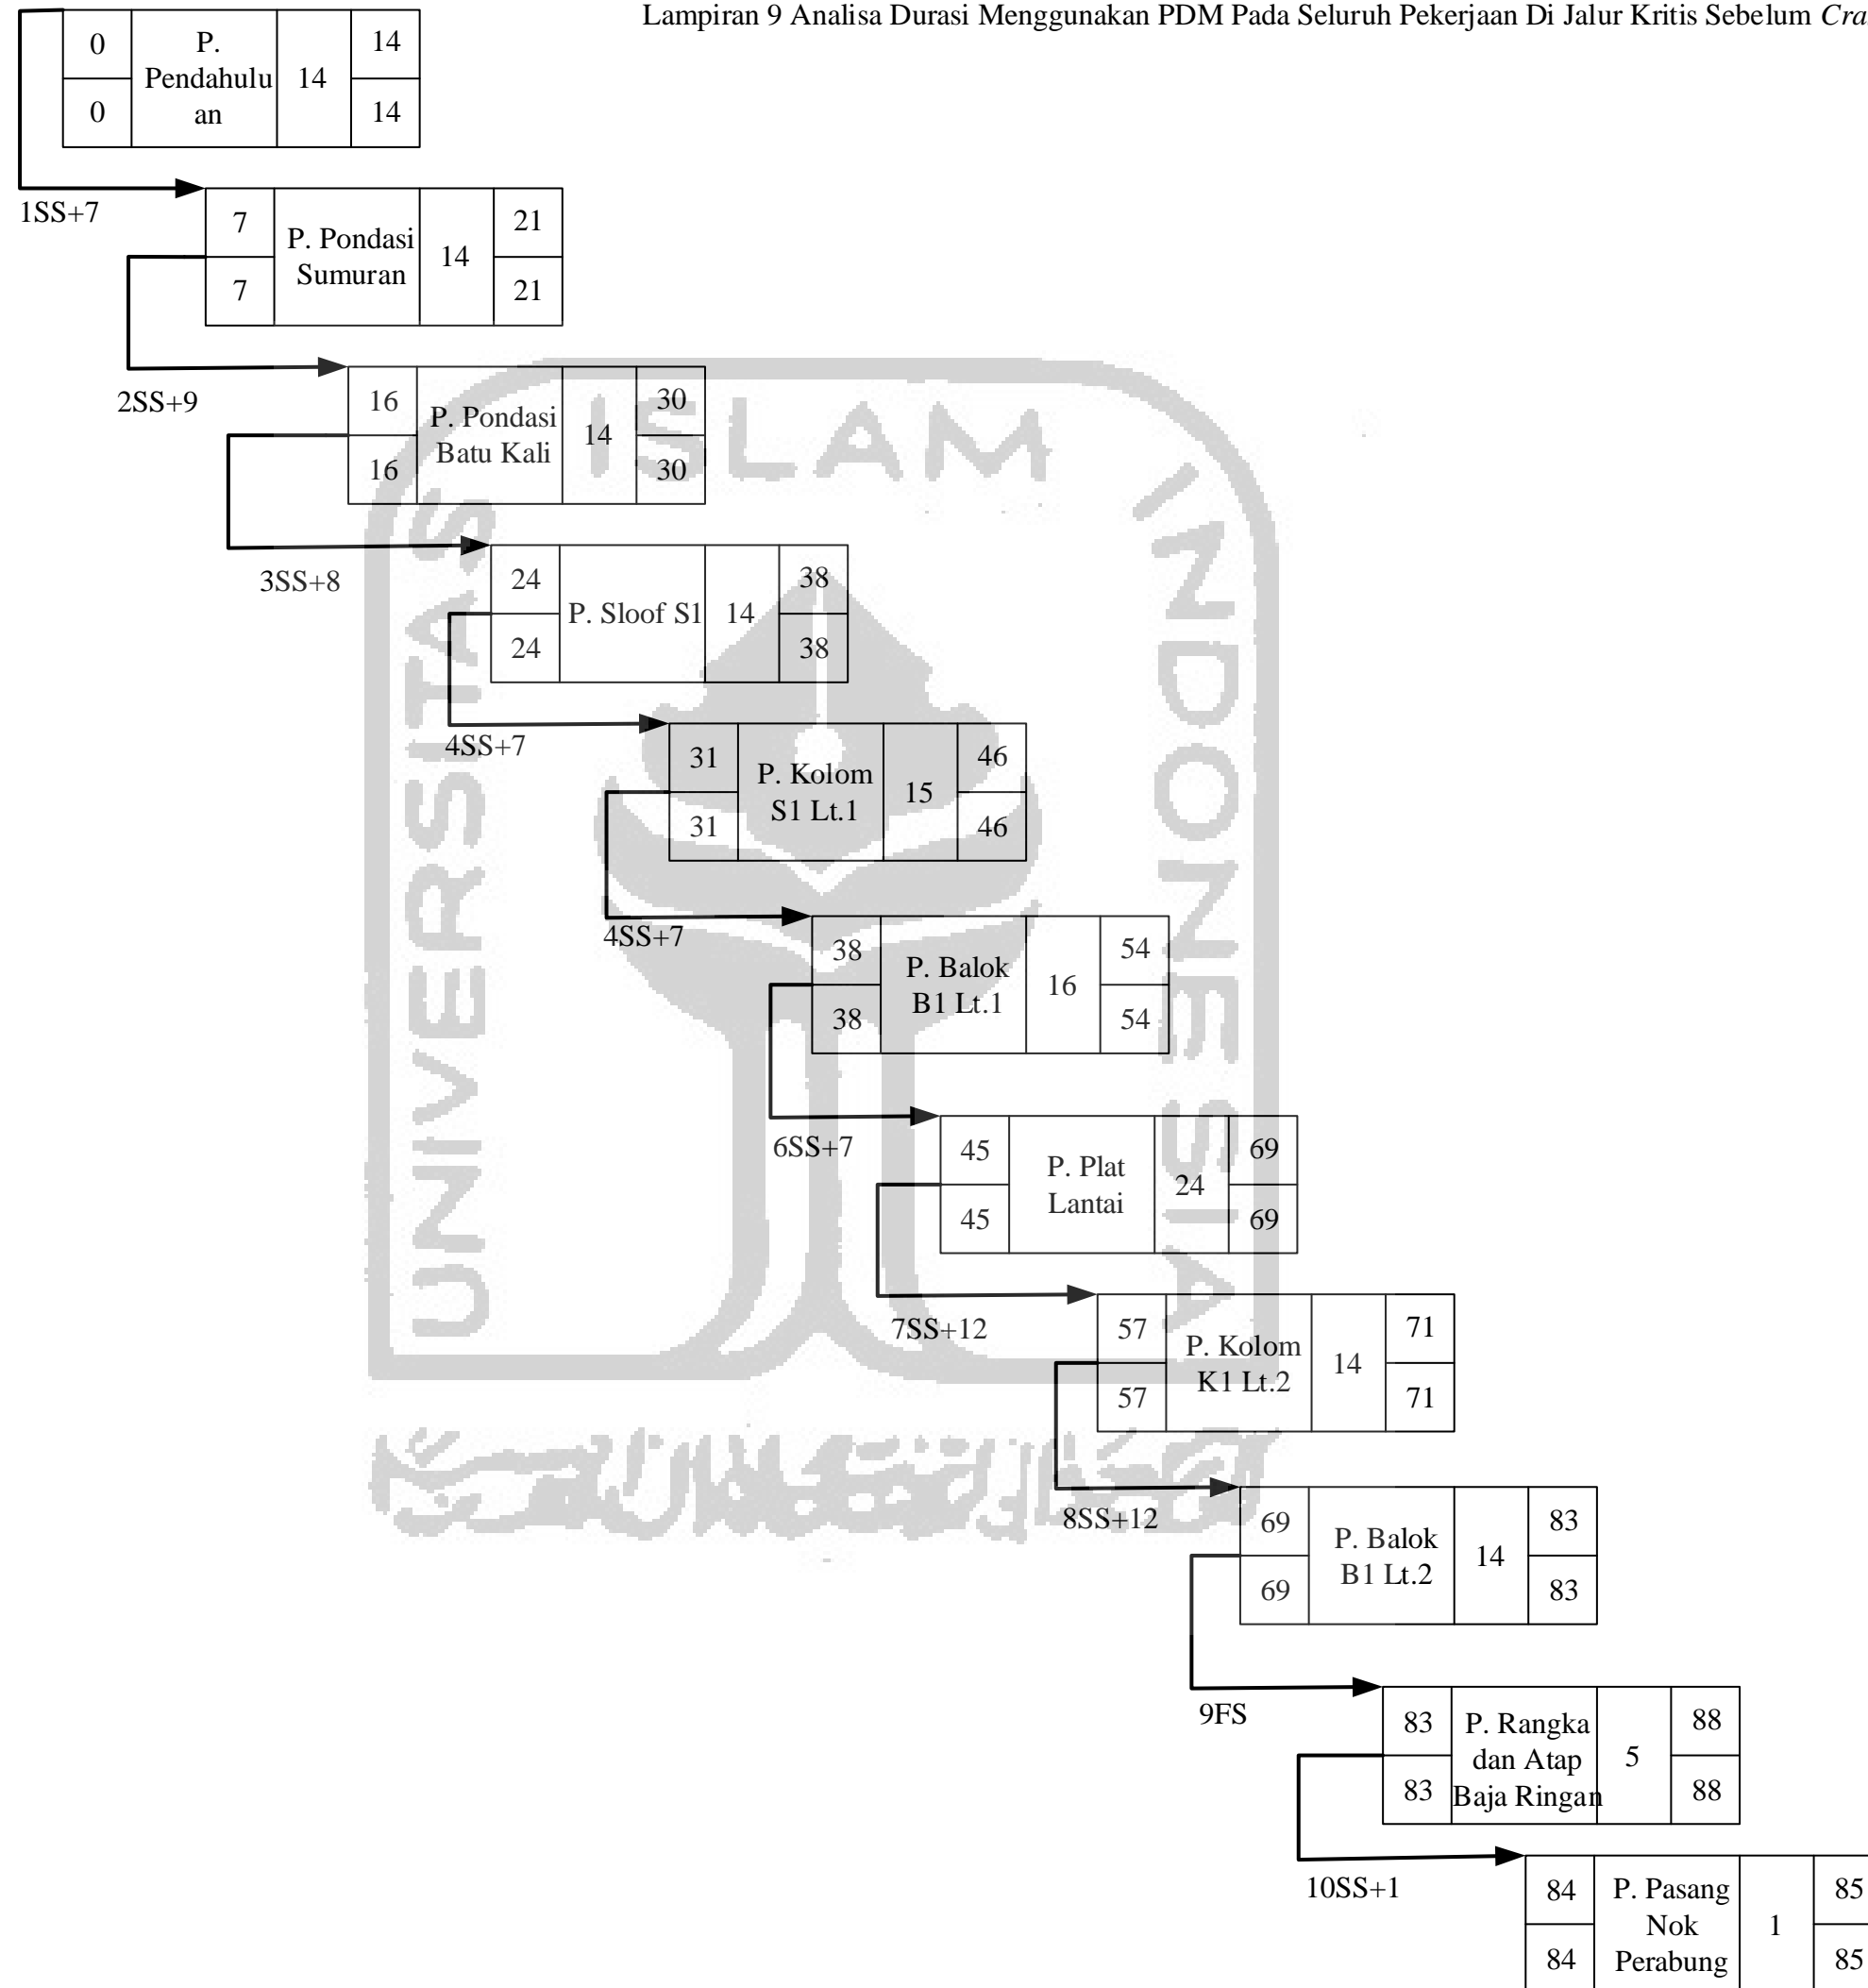 Lampiran 9 Analisa Durasi Menggunakan PDM Pada Seluruh Pekerjaan Di Jalur Kritis Sebelum
0
P.
Pendahulu
an
14
14
0
14
1SS+7
7
P. Pondasi
Sumuran
14
21
7
21
2SS+9
16
P. Pondasi
Batu Kali
14
30
16
30
3SS+8
24
P. Sloof S1
14
38
24
38
4SS+7
31
P. Kolom
S1 Lt.1
15
46
31
46
4SS+7
38
P. Balok
B1 Lt.1
16
54
38
54
6SS+7
45
P. Plat
Lantai
24
69
45
69
7SS+12
57
P. Kolom
K1 Lt.2
14
71
57
71
8SS+12
69
P. Balok
B1 Lt.2
14
83
69
83
9FS
83
P. Rangka
dan Atap
Baja Ringan
5
88
83
88
10SS+1
84
P. Pasang
Nok
Perabung
1
85
84
85
UNIVERSITAS
ISLAM
INDONESIA